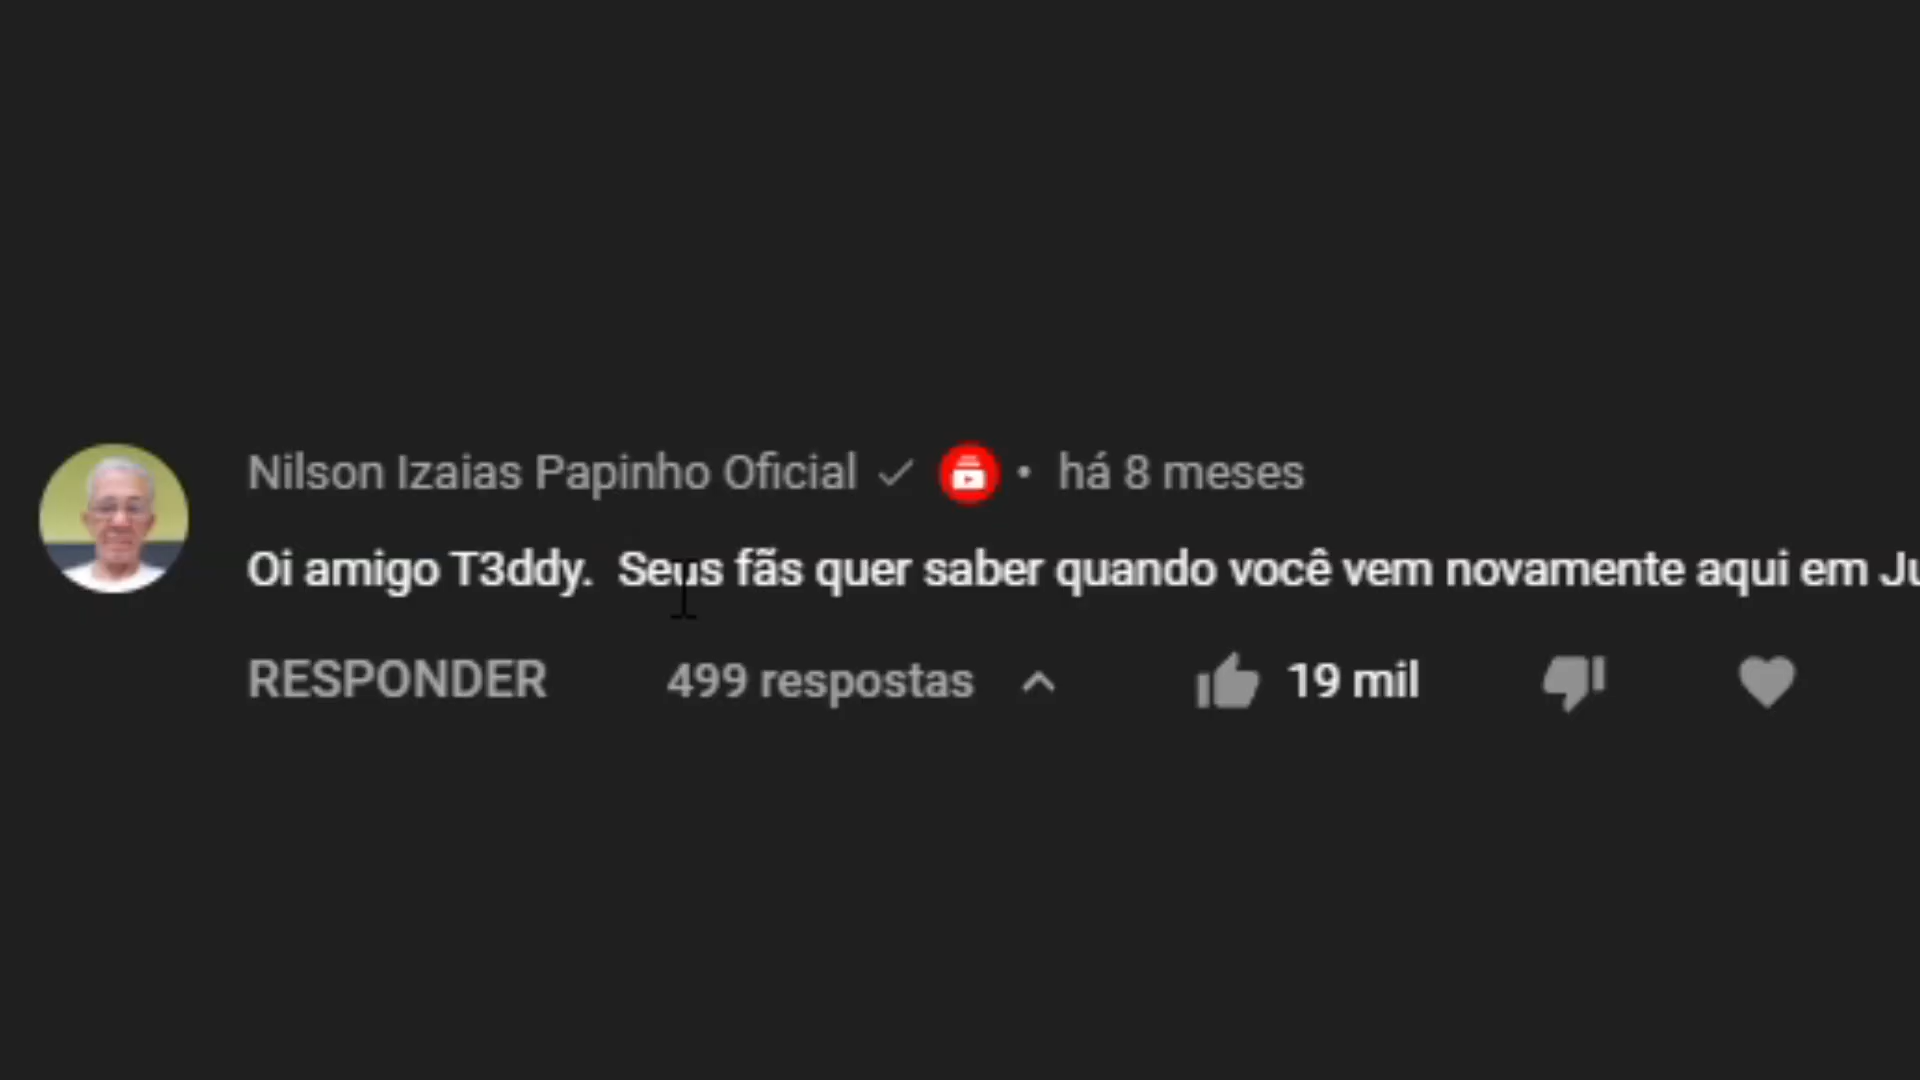 Nilson Izaias Papinho Oficial • há 8 meses
Oi amigo T3ddy. Seus fãs quer saber quando você vem novamente aqui em Ju
RESPONDER 499 respostas 19 mil